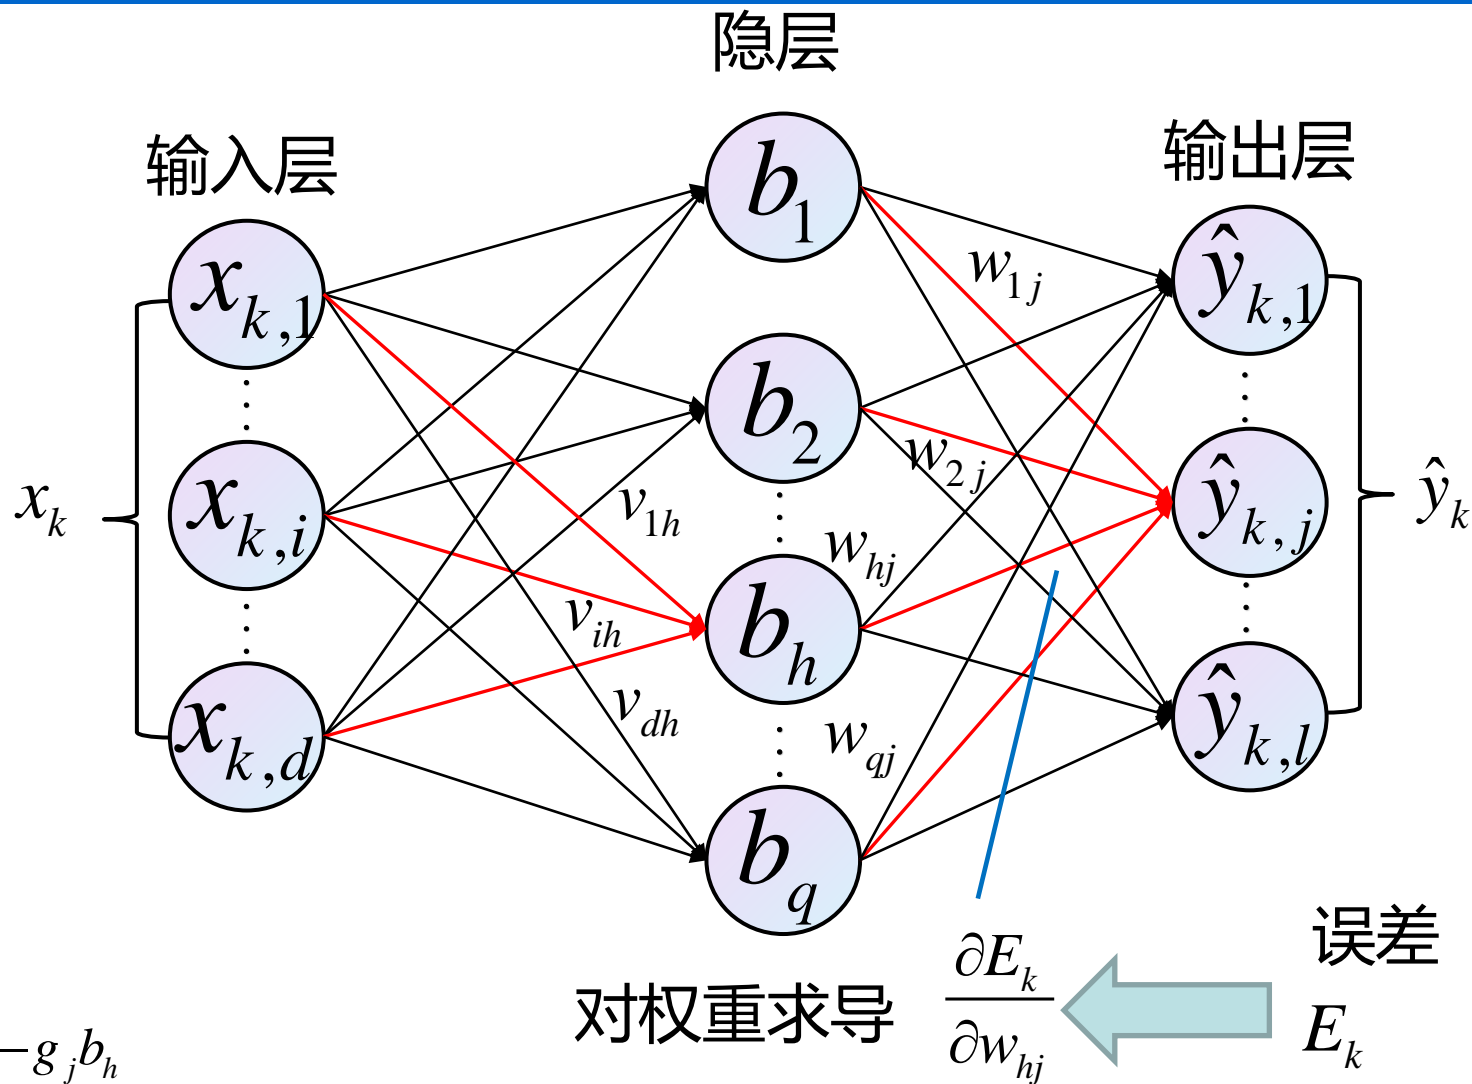 隐层
输入层
输出层
b_1
x_{k,1}
w_{1j}
ŷ_{k,1}
b_2
w_{2j}
x_k
x_{k,i}
v_{1h}
ŷ_{k,j}
ŷ_k
w_{hj}
v_{ih}
b_h
x_{k,d}
v_{dh}
w_{qj}
ŷ_{k,l}
b_q
误差
对权重求导
∂E_k
∂w_{hj}
E_k
−g_j b_h